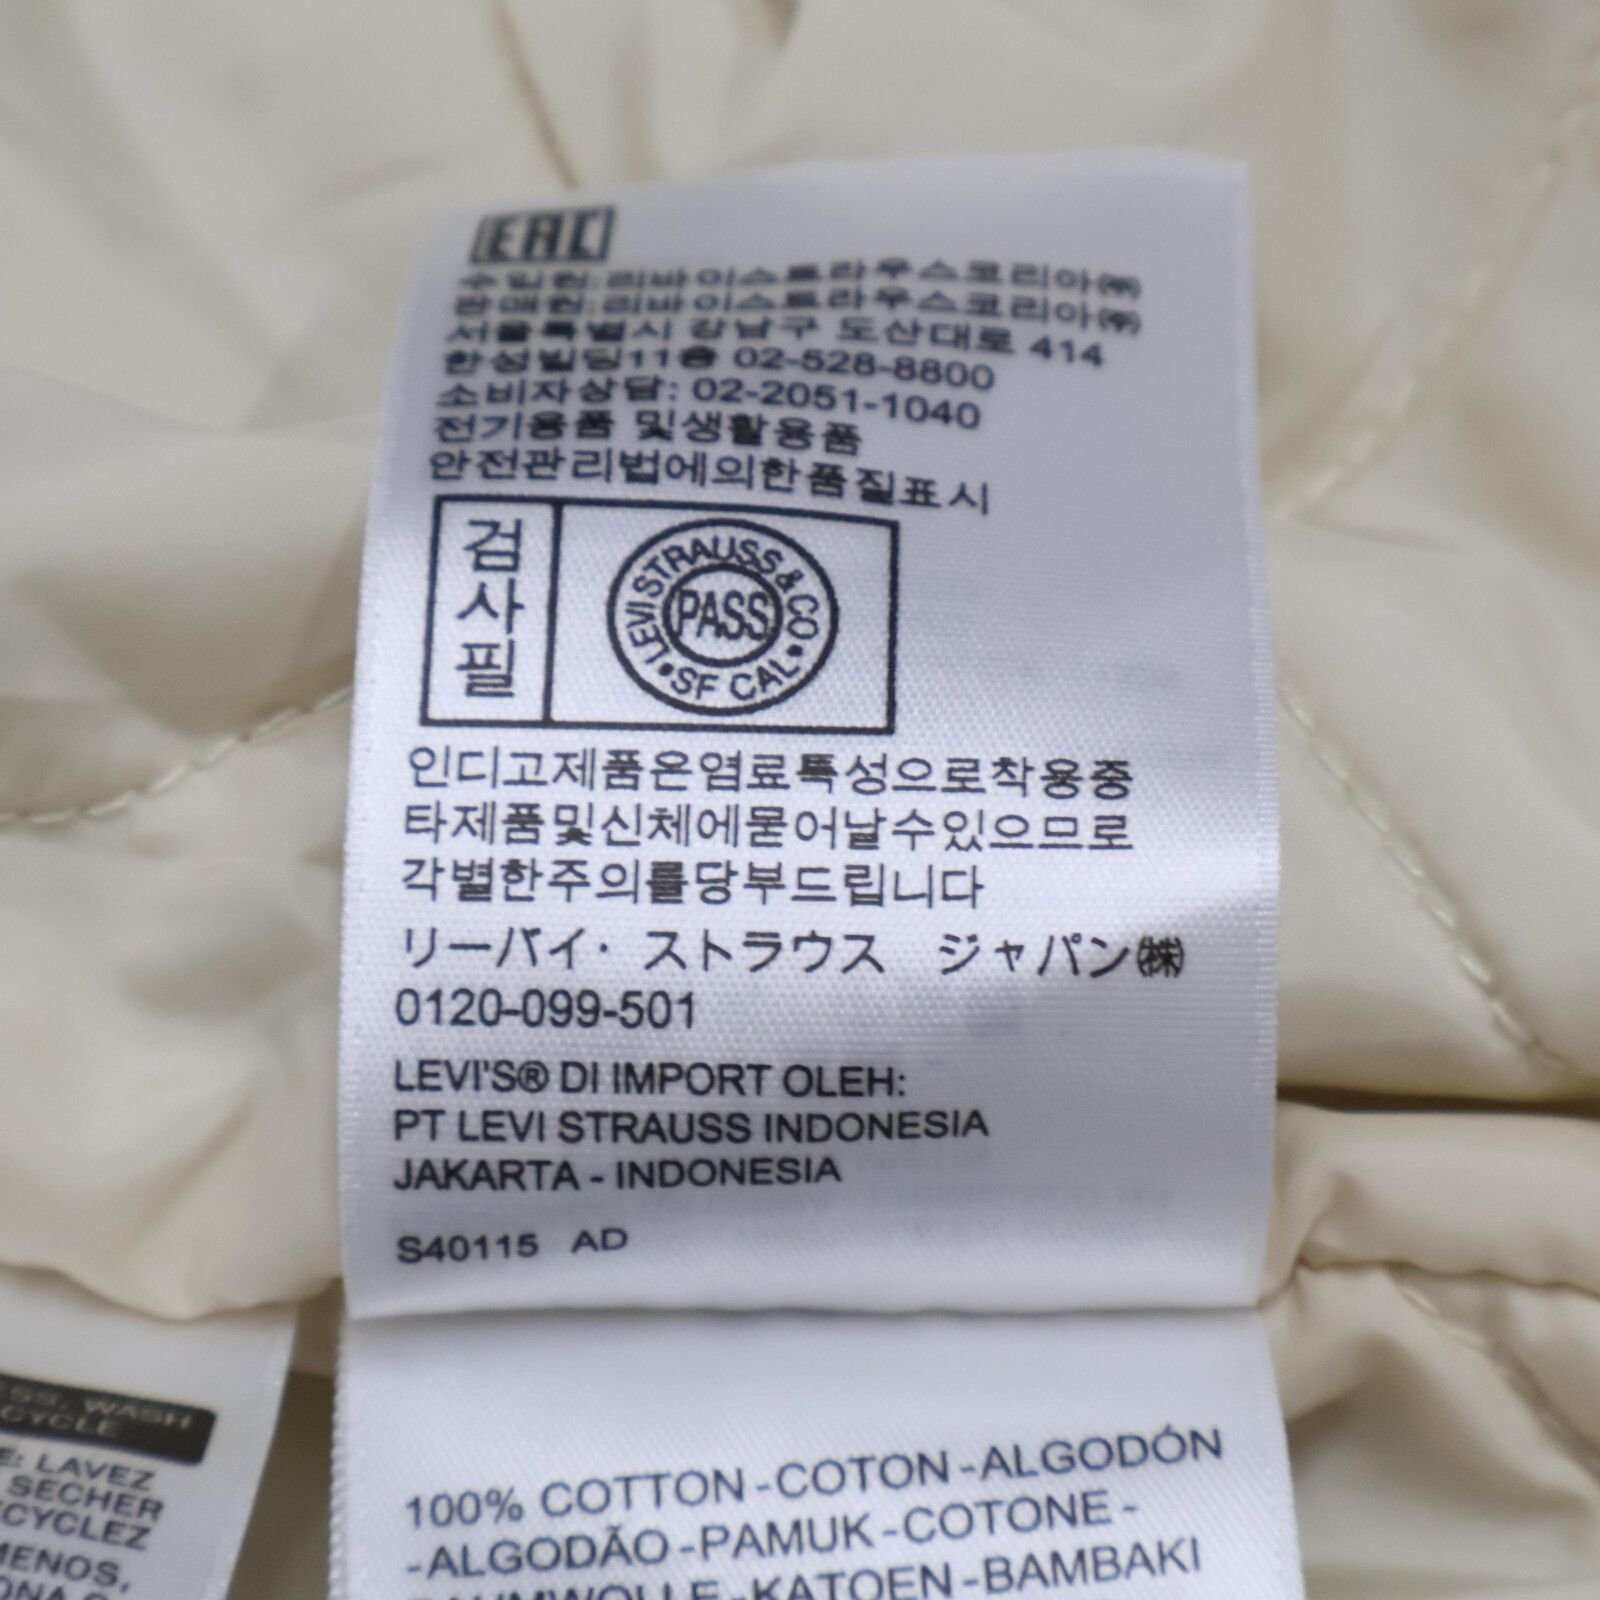 EAC
수입원:리바이스트라우스코리아㈜
판매원:리바이스트라우스코리아㈜
서울특별시 강남구 도산대로 414
한성빌딩11층 02-528-8800
소비자상담: 02-2051-1040
전기용품 및생활용품
안전관리법에의한품질표시
검사필
LEVI STRAUSS & CO
PASS
SF CAL
인디고제품은염료특성으로착용중
타제품및신체에묻어날수있으므로
각별한주의를당부드립니다
リーバイ・ストラウス ジャパン㈱
0120-099-501
LEVI'S® DI IMPORT OLEH:
PT LEVI STRAUSS INDONESIA
JAKARTA - INDONESIA
S40115 AD
100% COTTON -COTON -ALGODÓN
-ALGODÃO -PAMUK -COTONE -
-KATOEN -BAMBAKI
WASH
CYCLE
LAVEZ
SECHER